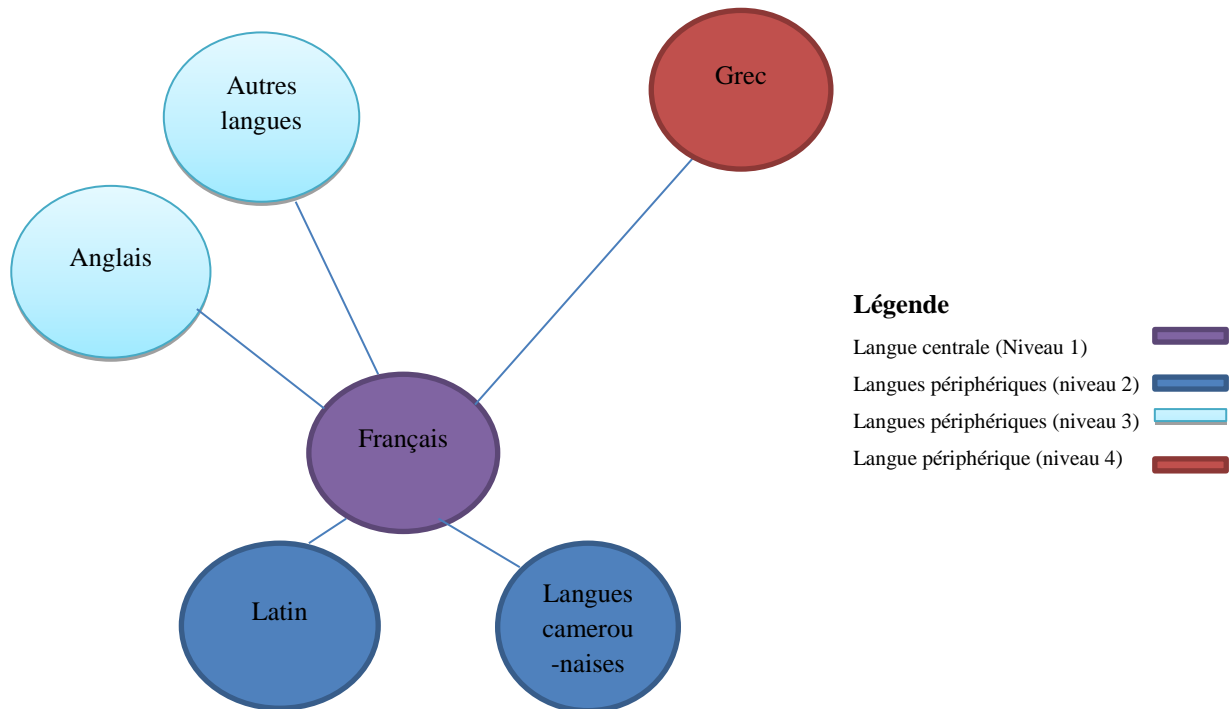 Autres
langues
Grec
Anglais
Français
Latin
Langues
camerou
-naises
Légende
Langue centrale (Niveau 1)
Langues périphériques (niveau 2)
Langues périphériques (niveau 3)
Langue périphérique (niveau 4)